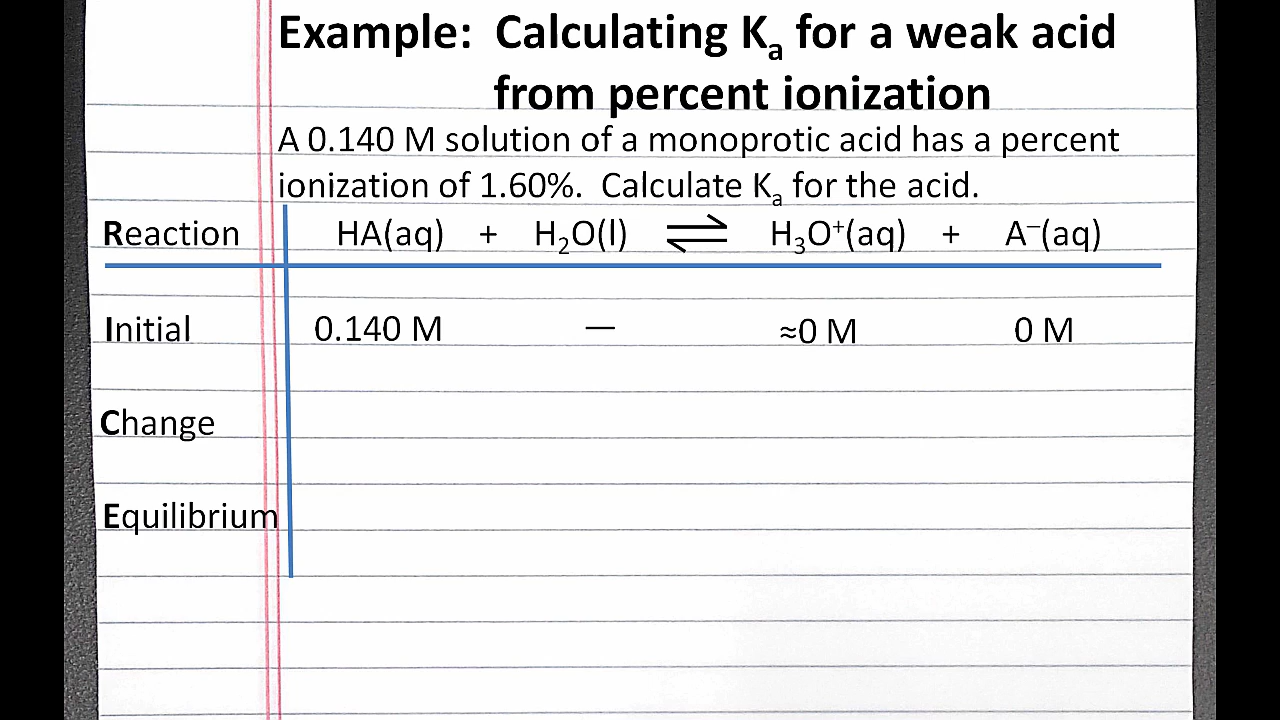 Example: Calculating Kₐ for a weak acid
from percent ionization
A 0.140 M solution of a monoprotic acid has a percent
ionization of 1.60%. Calculate Kₐ for the acid.
Reaction HA(aq) + H₂O(l) ⇌ H₃O⁺(aq) + A⁻(aq)
Initial 0.140 M — ≈0 M 0 M
Change
Equilibrium